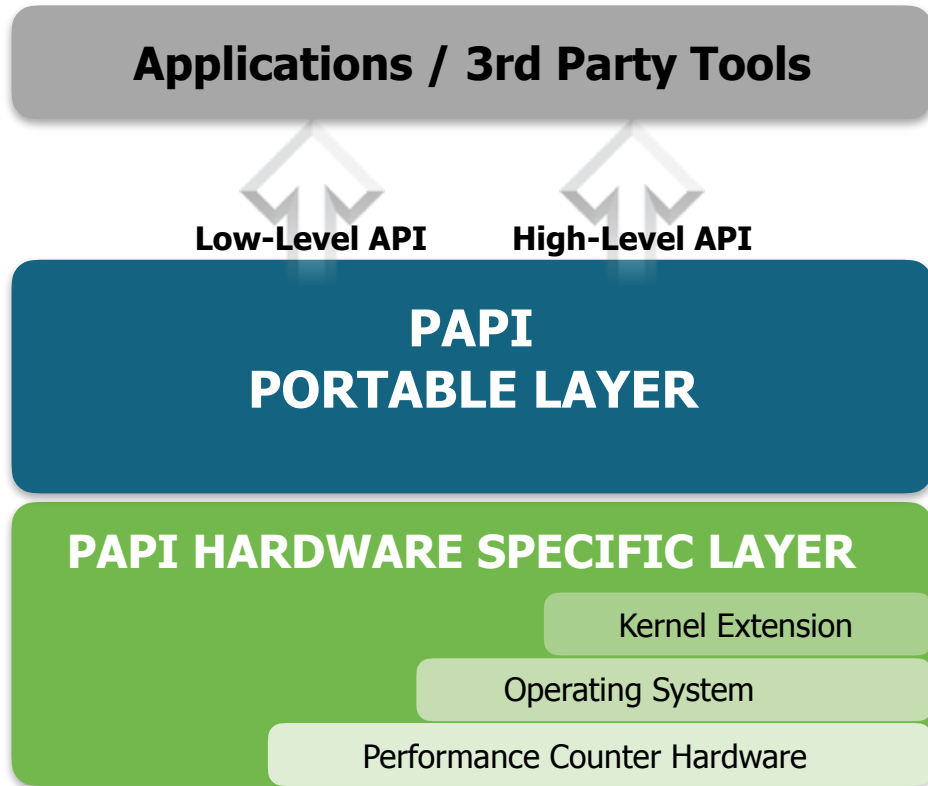 Applications / 3rd Party Tools
Low-Level API
High-Level API
PAPI
PORTABLE LAYER
PAPI HARDWARE SPECIFIC LAYER
Kernel Extension
Operating System
Performance Counter Hardware